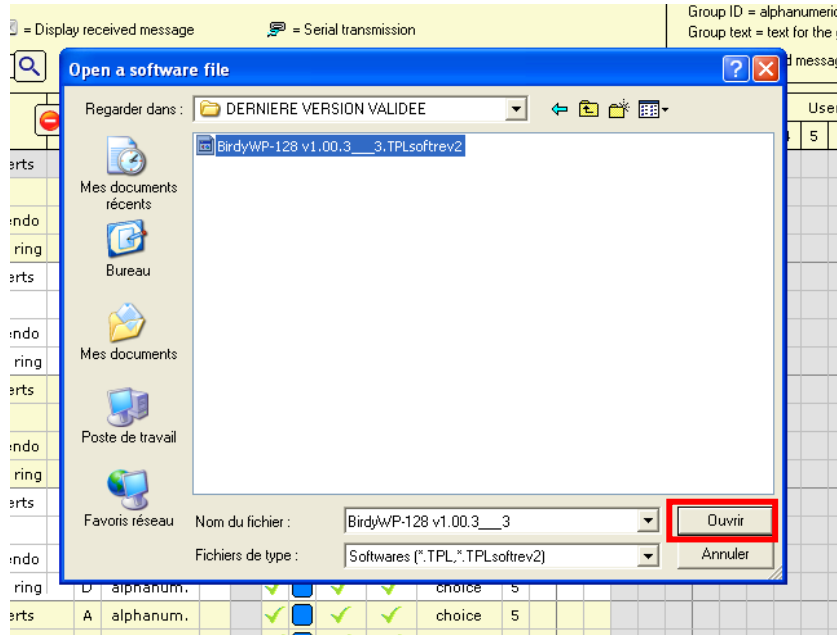 = Display received message
= Serial transmission
Group ID = alphanumeric
Group text = text for the
Open a software file
messa
Regarder dans :
DERNIERE VERSION VALIDEE
User
5
BirdyWP-128 v1.00.3___3.TPLsoftrev2
Mes documents
récents
Bureau
Mes documents
Poste de travail
Favoris réseau
erts
endo
ring
erts
endo
ring
erts
endo
ring
erts
endo
Nom du fichier :
BirdyWP-128 v1.00.3___3
Ouvrir
Fichiers de type :
Softwares (*.TPL,*.TPLsoftrev2)
Annuler
ring D alphanum. choice 5
erts A alphanum. choice 5